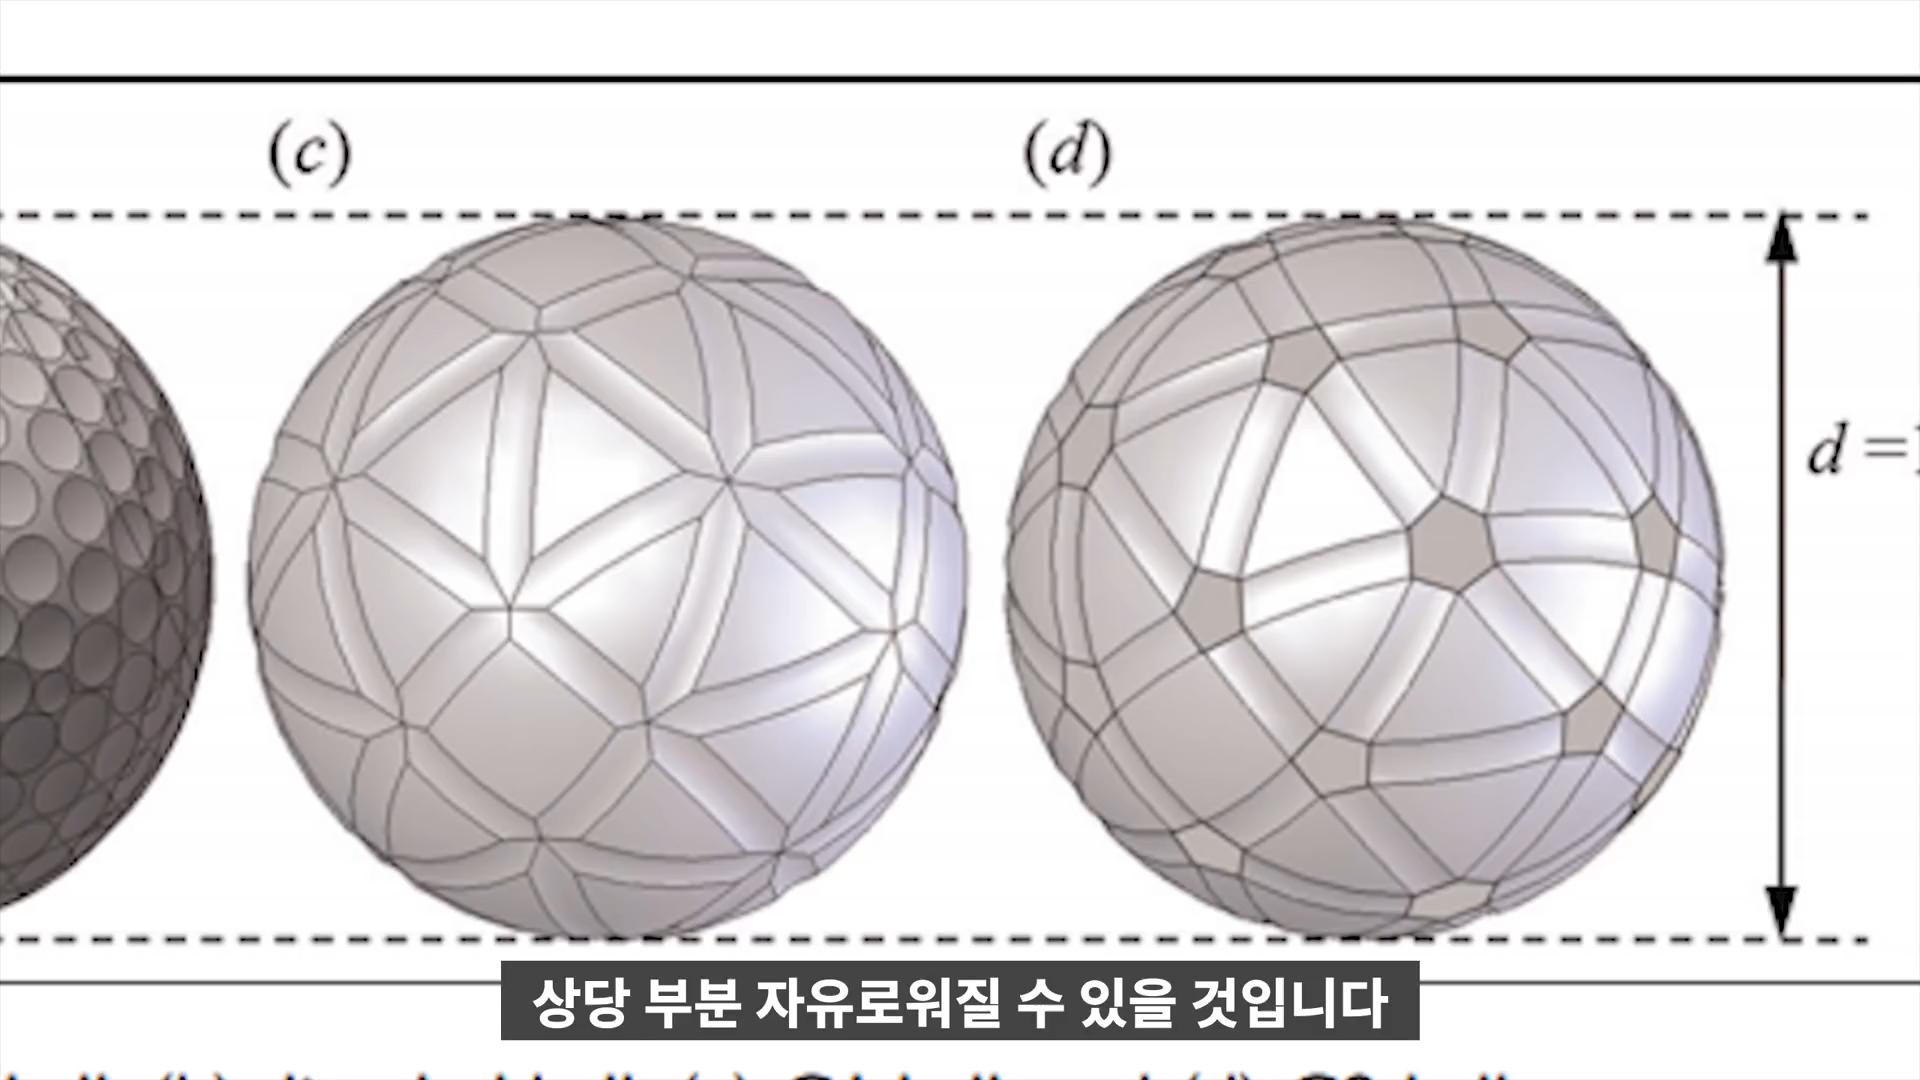 (c) (d)
d =
상당 부분 자유로워질 수 있을 것입니다